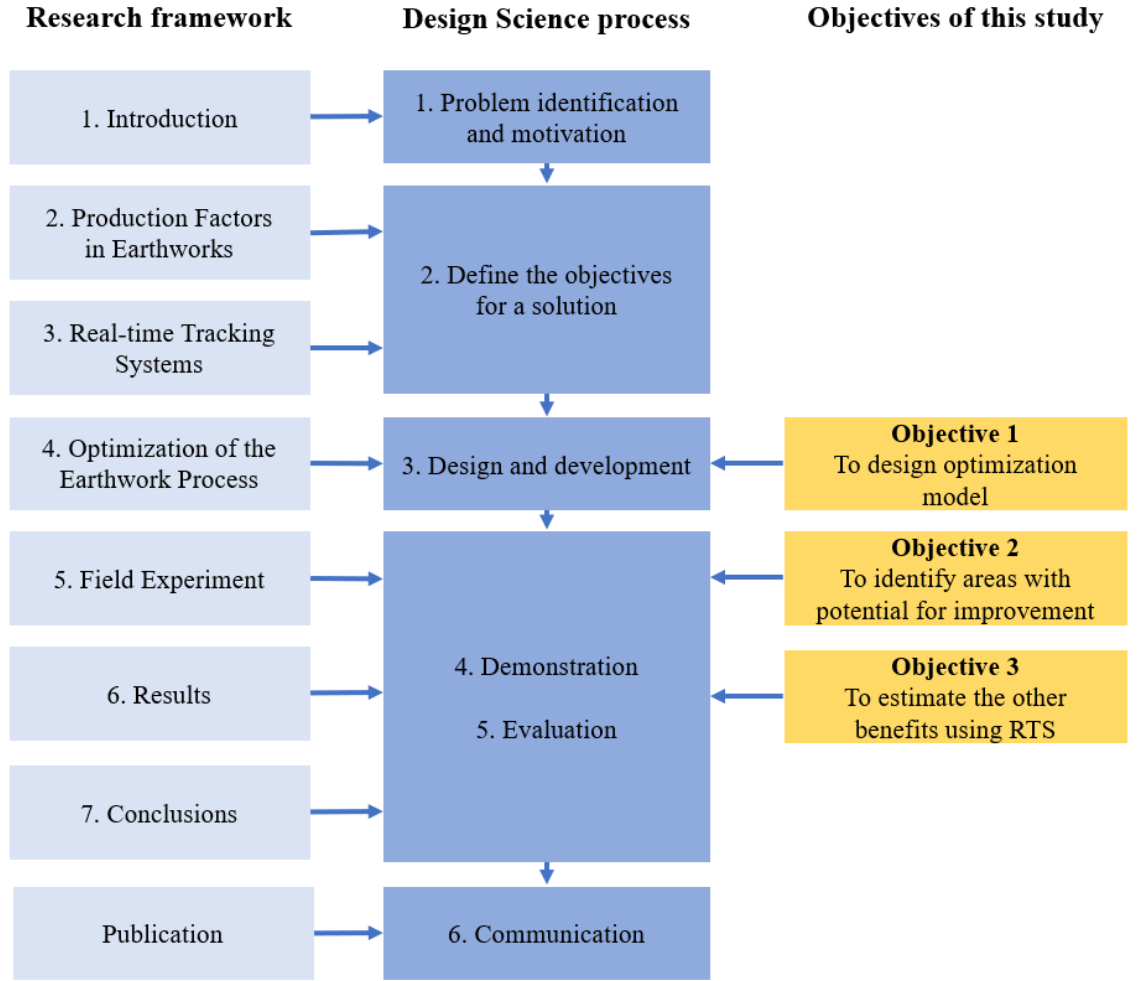 Research framework
Design Science process
Objectives of this study
1. Introduction
1. Problem identification
and motivation
2. Production Factors
in Earthworks
2. Define the objectives
for a solution
3. Real-time Tracking
Systems
4. Optimization of the
Earthwork Process
3. Design and development
Objective 1
To design optimization
model
5. Field Experiment
Objective 2
To identify areas with
potential for improvement
4. Demonstration
5. Evaluation
6. Results
Objective 3
To estimate the other
benefits using RTS
7. Conclusions
Publication
6. Communication